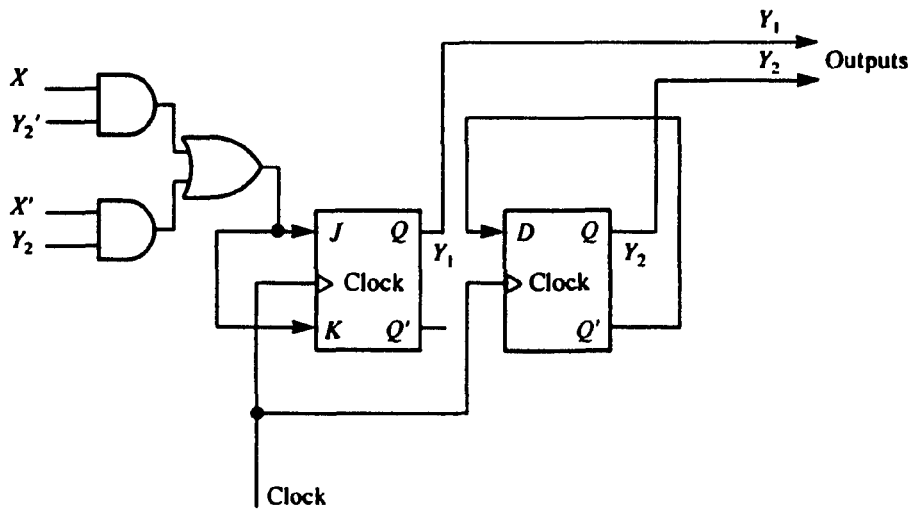 Y₁
Outputs
Y₂
X
Y₂'
X'
Y₂
J Q
Y₁
Clock
K Q'
D Q
Y₂
Clock
Q'
Clock